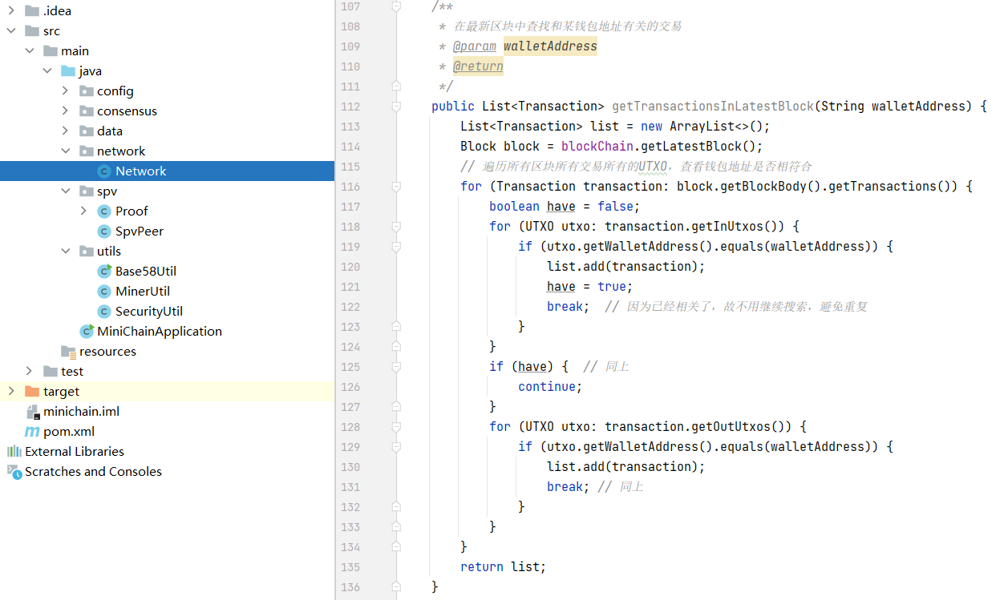 .idea
src
main
java
config
consensus
data
network
Network
spv
Proof
SpvPeer
utils
Base58Util
MinerUtil
SecurityUtil
MiniChainApplication
resources
test
target
minichain.iml
pom.xml
External Libraries
Scratches and Consoles
107 /**
108 * 在最新区块中查找和某钱包地址有关的交易
109 * @param walletAddress
110 * @return
111 */
112 public List<Transaction> getTransactionsInLatestBlock(String walletAddress) {
113 List<Transaction> list = new ArrayList<>();
114 Block block = blockChain.getLatestBlock();
115 // 遍历所有区块所有交易所有的UTXO，查看钱包地址是否相符合
116 for (Transaction transaction: block.getBlockBody().getTransactions()) {
117 boolean have = false;
118 for (UTXO utxo: transaction.getInUtxos()) {
119 if (utxo.getWalletAddress().equals(walletAddress)) {
120 list.add(transaction);
121 have = true;
122 break; // 因为已经相关了，故不用继续搜索，避免重复
123 }
124 }
125 if (have) { // 同上
126 continue;
127 }
128 for (UTXO utxo: transaction.getOutUtxos()) {
129 if (utxo.getWalletAddress().equals(walletAddress)) {
130 list.add(transaction);
131 break; // 同上
132 }
133 }
134 }
135 return list;
136 }